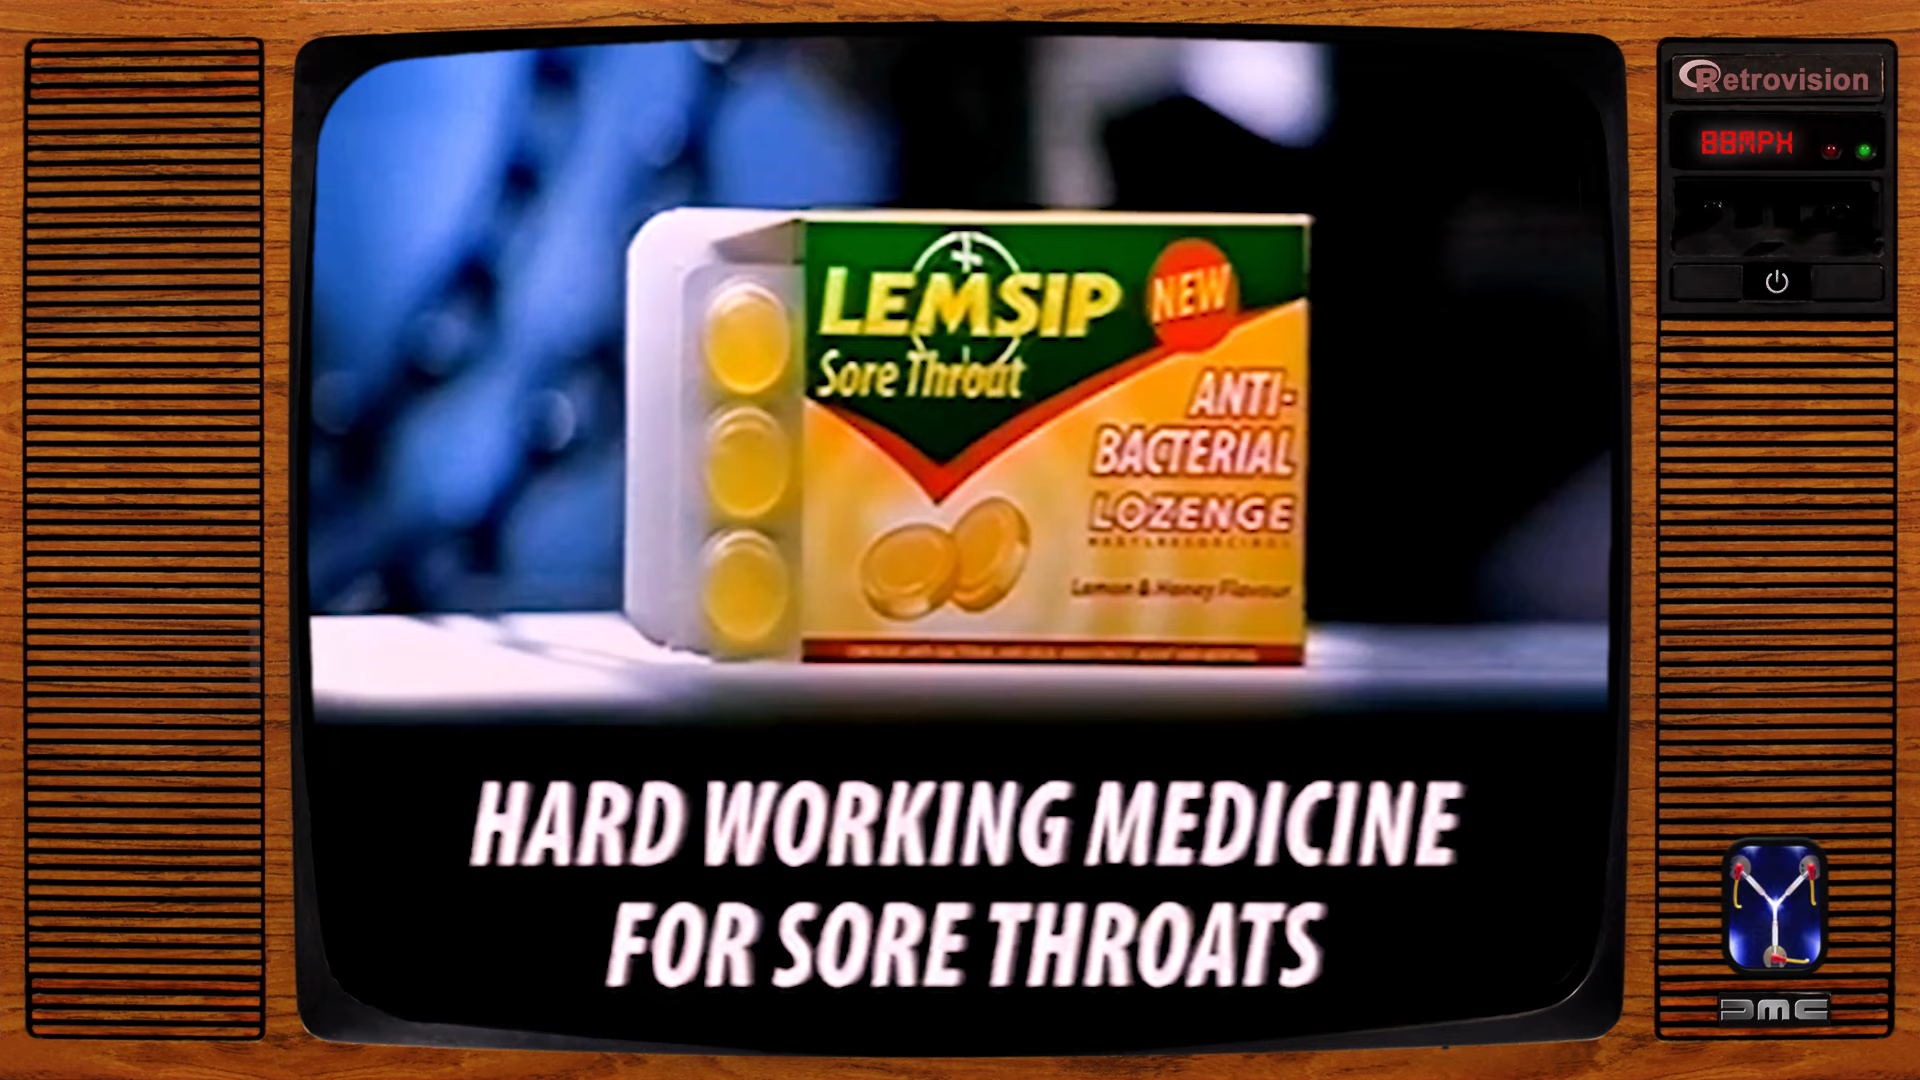 Retrovision
88MPH
LEMSIP
NEW
Sore Throat
ANTI-
BACTERIAL
LOZENGE
Lemon & Honey Flavour
HARD WORKING MEDICINE
FOR SORE THROATS
DMC